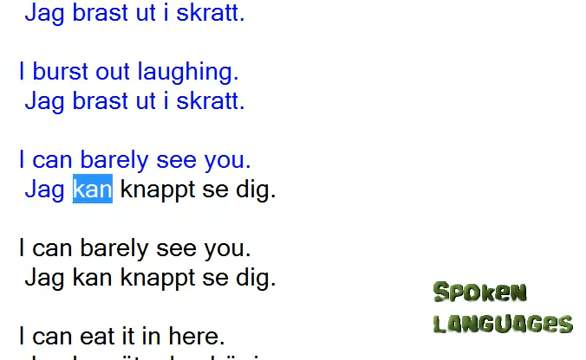 Jag brast ut i skratt.
I burst out laughing.
Jag brast ut i skratt.
I can barely see you.
Jag kan knappt se dig.
I can barely see you.
Jag kan knappt se dig.
I can eat it in here.
SPOKEN
LANGUAGES